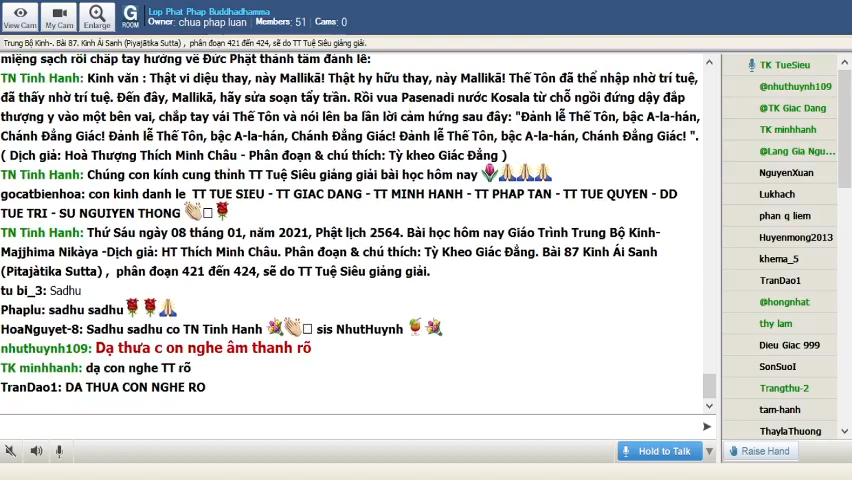 Lop Phat Phap Buddhadhamma
Owner: chua phap luan Members: 51 Cams: 0
View Cam
My Cam
Enlarge
G
ROOM
Trung Bộ Kinh-. Bài 87. Kinh Ái Sanh (Piyajātika Sutta) , phân đoạn 421 đến 424, sẽ do TT Tuệ Siêu giảng giải.
miệng sạch rồi chắp tay hướng về Đức Phật thành tâm đảnh lễ:
TN Tinh Hanh: Kinh văn : Thật vi diệu thay, này Mallikā! Thật hy hữu thay, này Mallikā! Thế Tôn đã thể nhập nhờ trí tuệ,
đã thấy nhờ trí tuệ. Đến đây, Mallikā, hãy sửa soạn tẩy trần. Rồi vua Pasenadi nước Kosala từ chỗ ngồi đứng dậy đắp
thượng y vào một bên vai, chắp tay vái Thế Tôn và nói lên ba lần lời cảm hứng sau đây: "Đảnh lễ Thế Tôn, bậc A-la-hán,
Chánh Đẳng Giác! Đảnh lễ Thế Tôn, bậc A-la-hán, Chánh Đẳng Giác! Đảnh lễ Thế Tôn, bậc A-la-hán, Chánh Đẳng Giác! ".
( Dịch giả: Hoà Thượng Thích Minh Châu - Phân đoạn & chú thích: Tỳ kheo Giác Đẳng )
TN Tinh Hanh: Chúng con kính cung thỉnh TT Tuệ Siêu giảng giải bài học hôm nay
gocatbienhoa: con kinh danh le TT TUE SIEU - TT GIAC DANG - TT MINH HANH - TT PHAP TAN - TT TUE QUYEN - DD
TUE TRI - SU NGUIYEN THONG
TN Tinh Hanh: Thứ Sáu ngày 08 tháng 01, năm 2021, Phật lịch 2564. Bài học hôm nay Giáo Trình Trung Bộ Kinh-
Majjhima Nikàya -Dịch giả: HT Thích Minh Châu. Phân đoạn & chú thích: Tỳ Kheo Giác Đẳng. Bài 87 Kinh Ái Sanh
(Pitajàtika Sutta) , phân đoạn 421 đến 424, sẽ do TT Tuệ Siêu giảng giải.
tu bi_3: Sadhu
Phaplu: sadhu sadhu
HoaNguyet-8: Sadhu sadhu co TN Tinh Hanh sis NhutHuynh
nhuthuynh109: Dạ thưa c on nghe âm thanh rõ
TK minhhanh: dạ con nghe TT rõ
TranDao1: DA THUA CON NGHE RO
Hold to Talk
TK TueSieu
@nhuthuynh109
@TK Giac Dang
TK minhhanh
@Lang Gia Ngu...
NguyenXuan
Lukhach
phan q liem
Huyenmong2013
khema_5
TranDao1
@hongnhat
thy lam
Dieu Giac 999
SonSuoI
Trangthu-2
tam-hanh
ThaylaThuong
Raise Hand